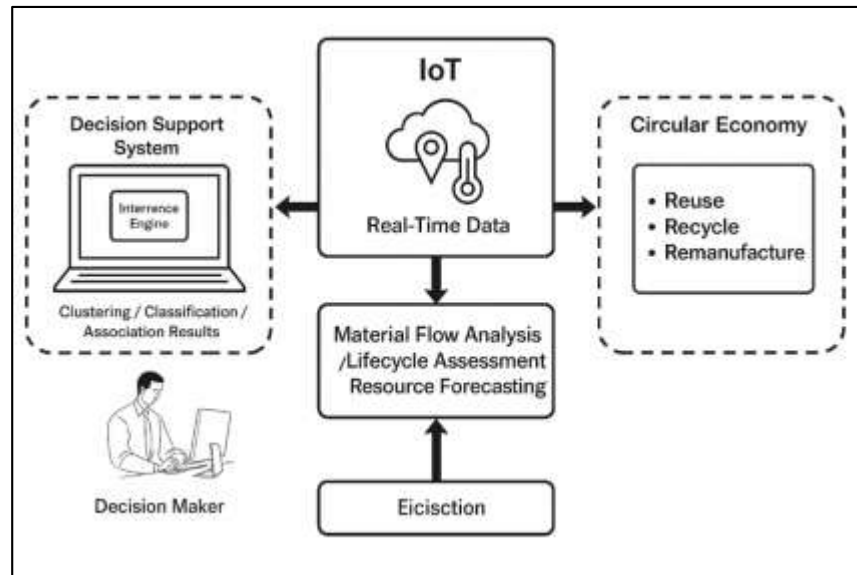 IoT
Real-Time Data
Decision Support
System
Interrence
Engine
Clustering / Classification /
Association Results
Decision Maker
Circular Economy
• Reuse
• Recycle
• Remanufacture
Material Flow Analysis
/Lifecycle Assessment
Resource Forecasting
Eicisction